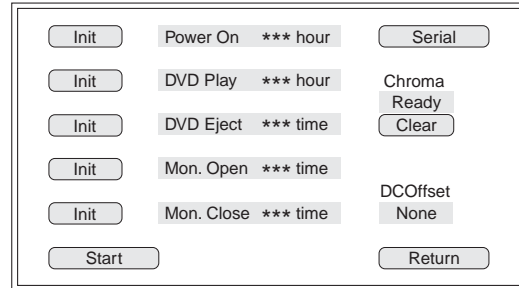 Init Power On *** hour Serial
Init DVD Play *** hour Chroma
Ready
Init DVD Eject *** time Clear
Init Mon. Open *** time
DCOffset
Init Mon. Close *** time None
Start Return